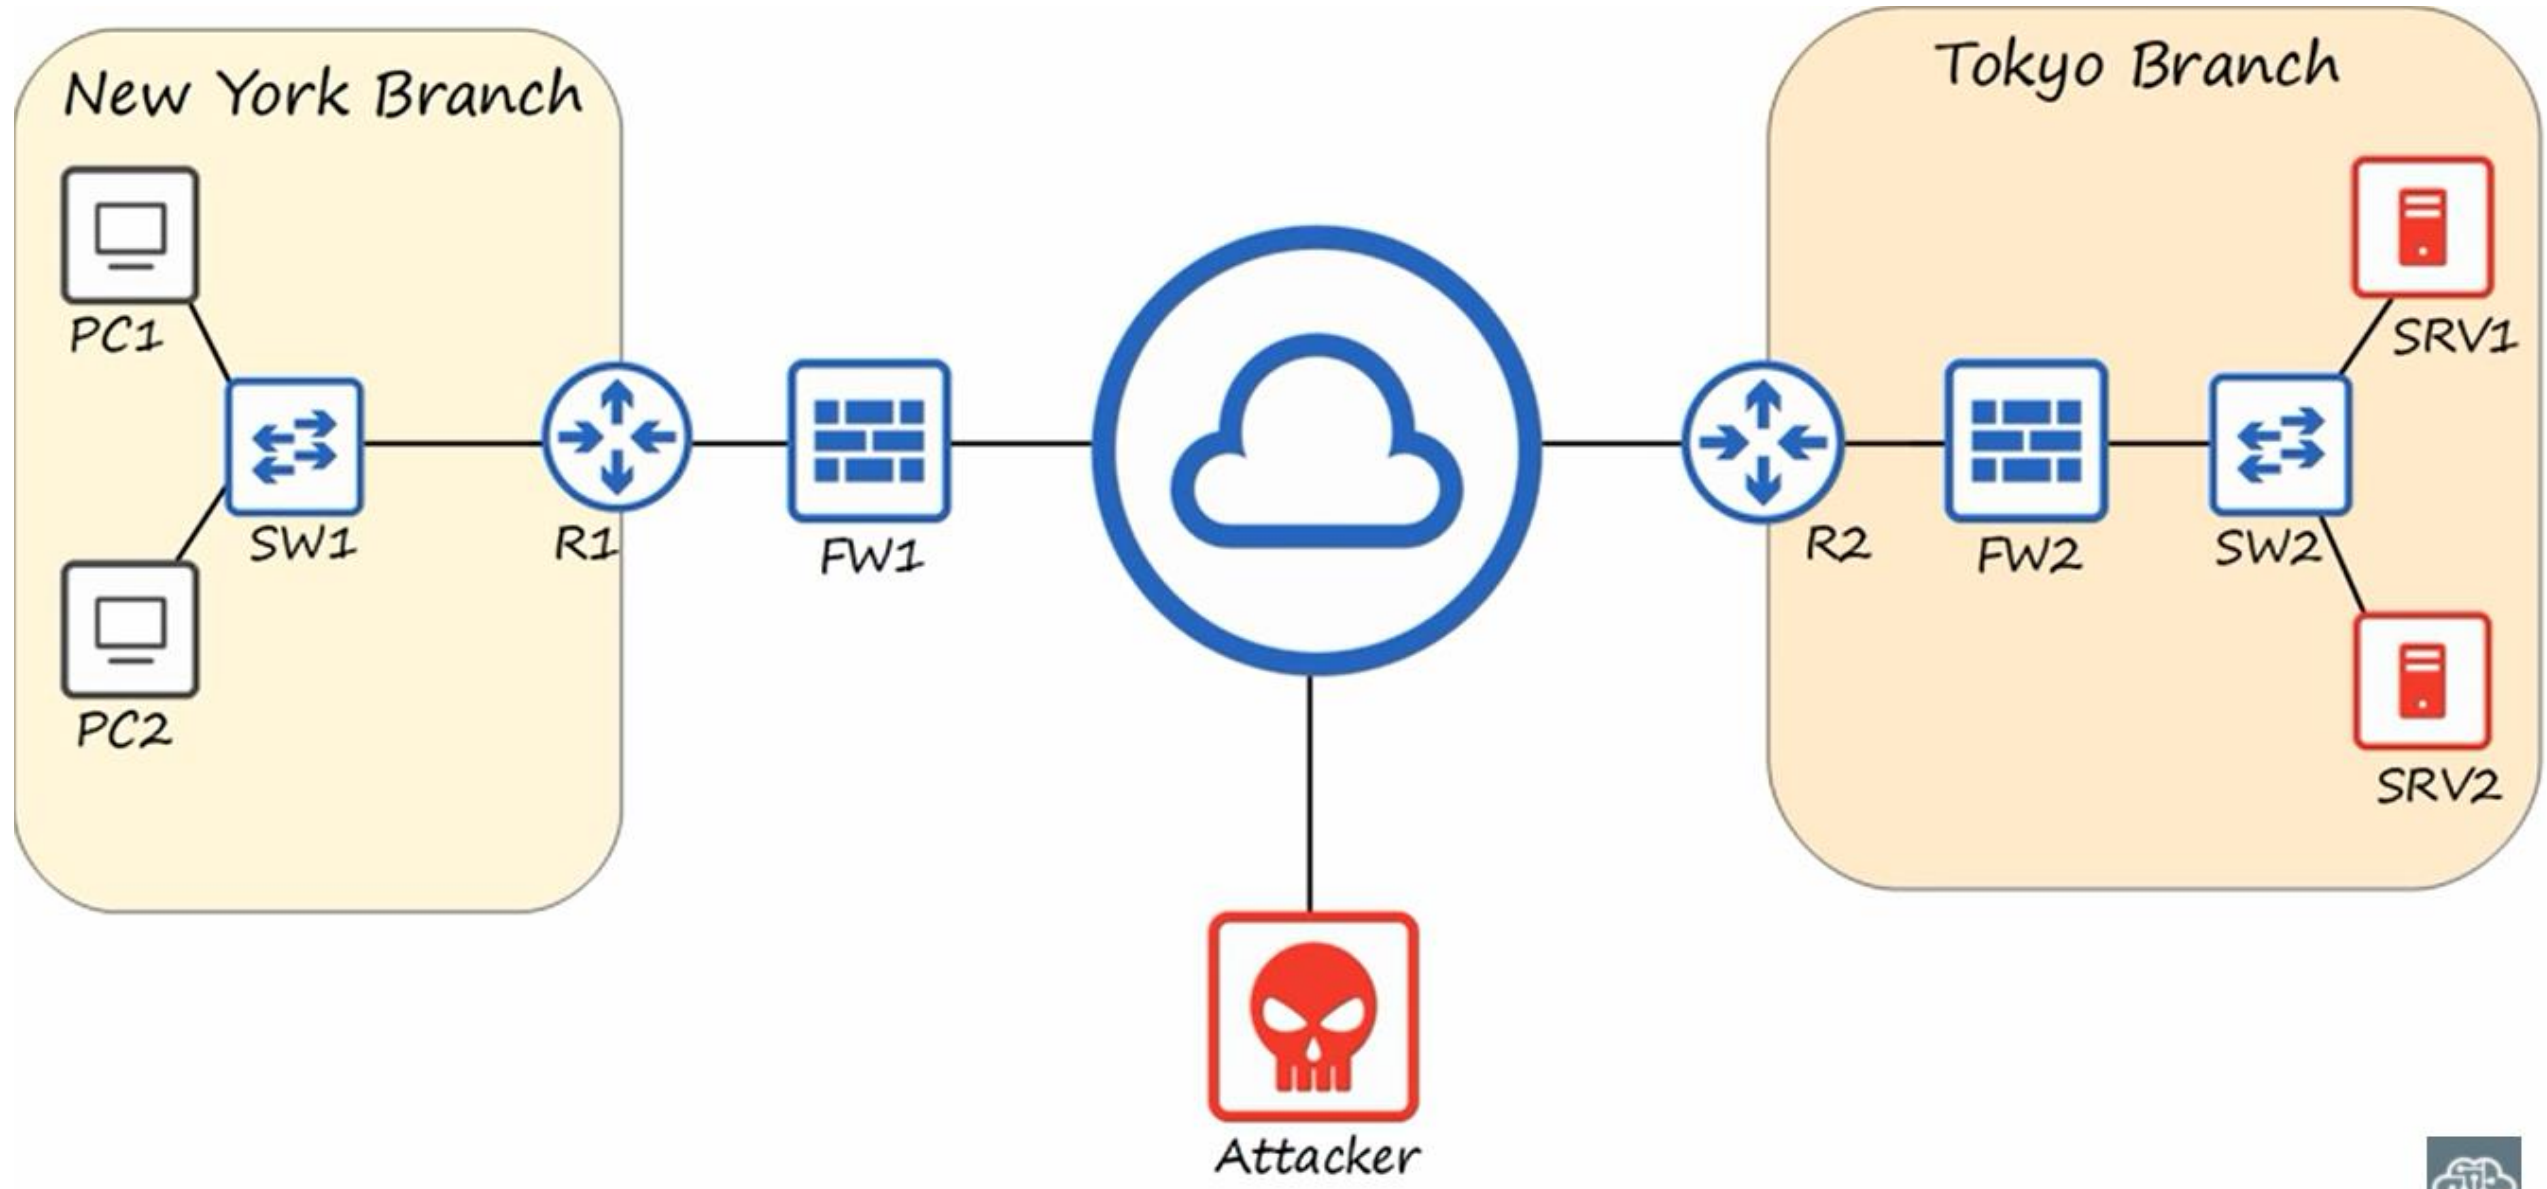 New York Branch
Tokyo Branch
PC1
SRV1
SW1
R1
FW1
R2
FW2
SW2
PC2
SRV2
Attacker